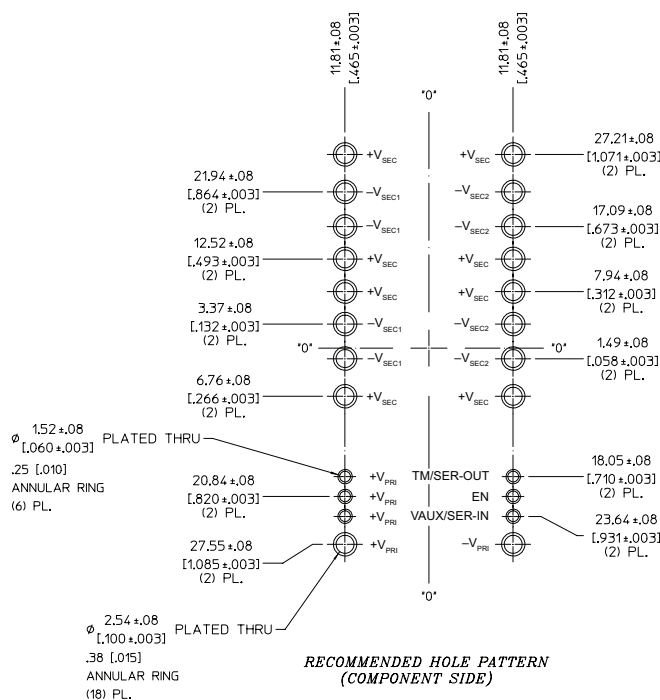 11.81±.08
[.465±.003]
11.81±.08
[.465±.003]
"0"
+VSEC
+VSEC
27.21±.08
[1.071±.003]
(2) PL.
21.94±.08
[.864±.003]
(2) PL.
–VSEC1
–VSEC2
–VSEC1
–VSEC2
17.09±.08
[.673±.003]
(2) PL.
12.52±.08
[.493±.003]
(2) PL.
+VSEC
+VSEC
+VSEC
+VSEC
7.94±.08
[.312±.003]
(2) PL.
3.37±.08
[.132±.003]
(2) PL.
–VSEC1
–VSEC2
"0"
"0"
–VSEC1
–VSEC2
1.49±.08
[.058±.003]
(2) PL.
6.76±.08
[.266±.003]
(2) PL.
+VSEC
+VSEC
ø 1.52±.08
[.060±.003]
PLATED THRU
.25 [.010]
ANNULAR RING
(6) PL.
+VPRI
TM/SER-OUT
18.05±.08
[.710±.003]
(2) PL.
20.84±.08
[.820±.003]
(2) PL.
+VPRI
EN
+VPRI
VAUX/SER-IN
23.64±.08
[.931±.003]
(2) PL.
27.55±.08
[1.085±.003]
(2) PL.
+VPRI
–VPRI
"0"
ø 2.54±.08
[.100±.003]
PLATED THRU
.38 [.015]
ANNULAR RING
(18) PL.
RECOMMENDED HOLE PATTERN
(COMPONENT SIDE)